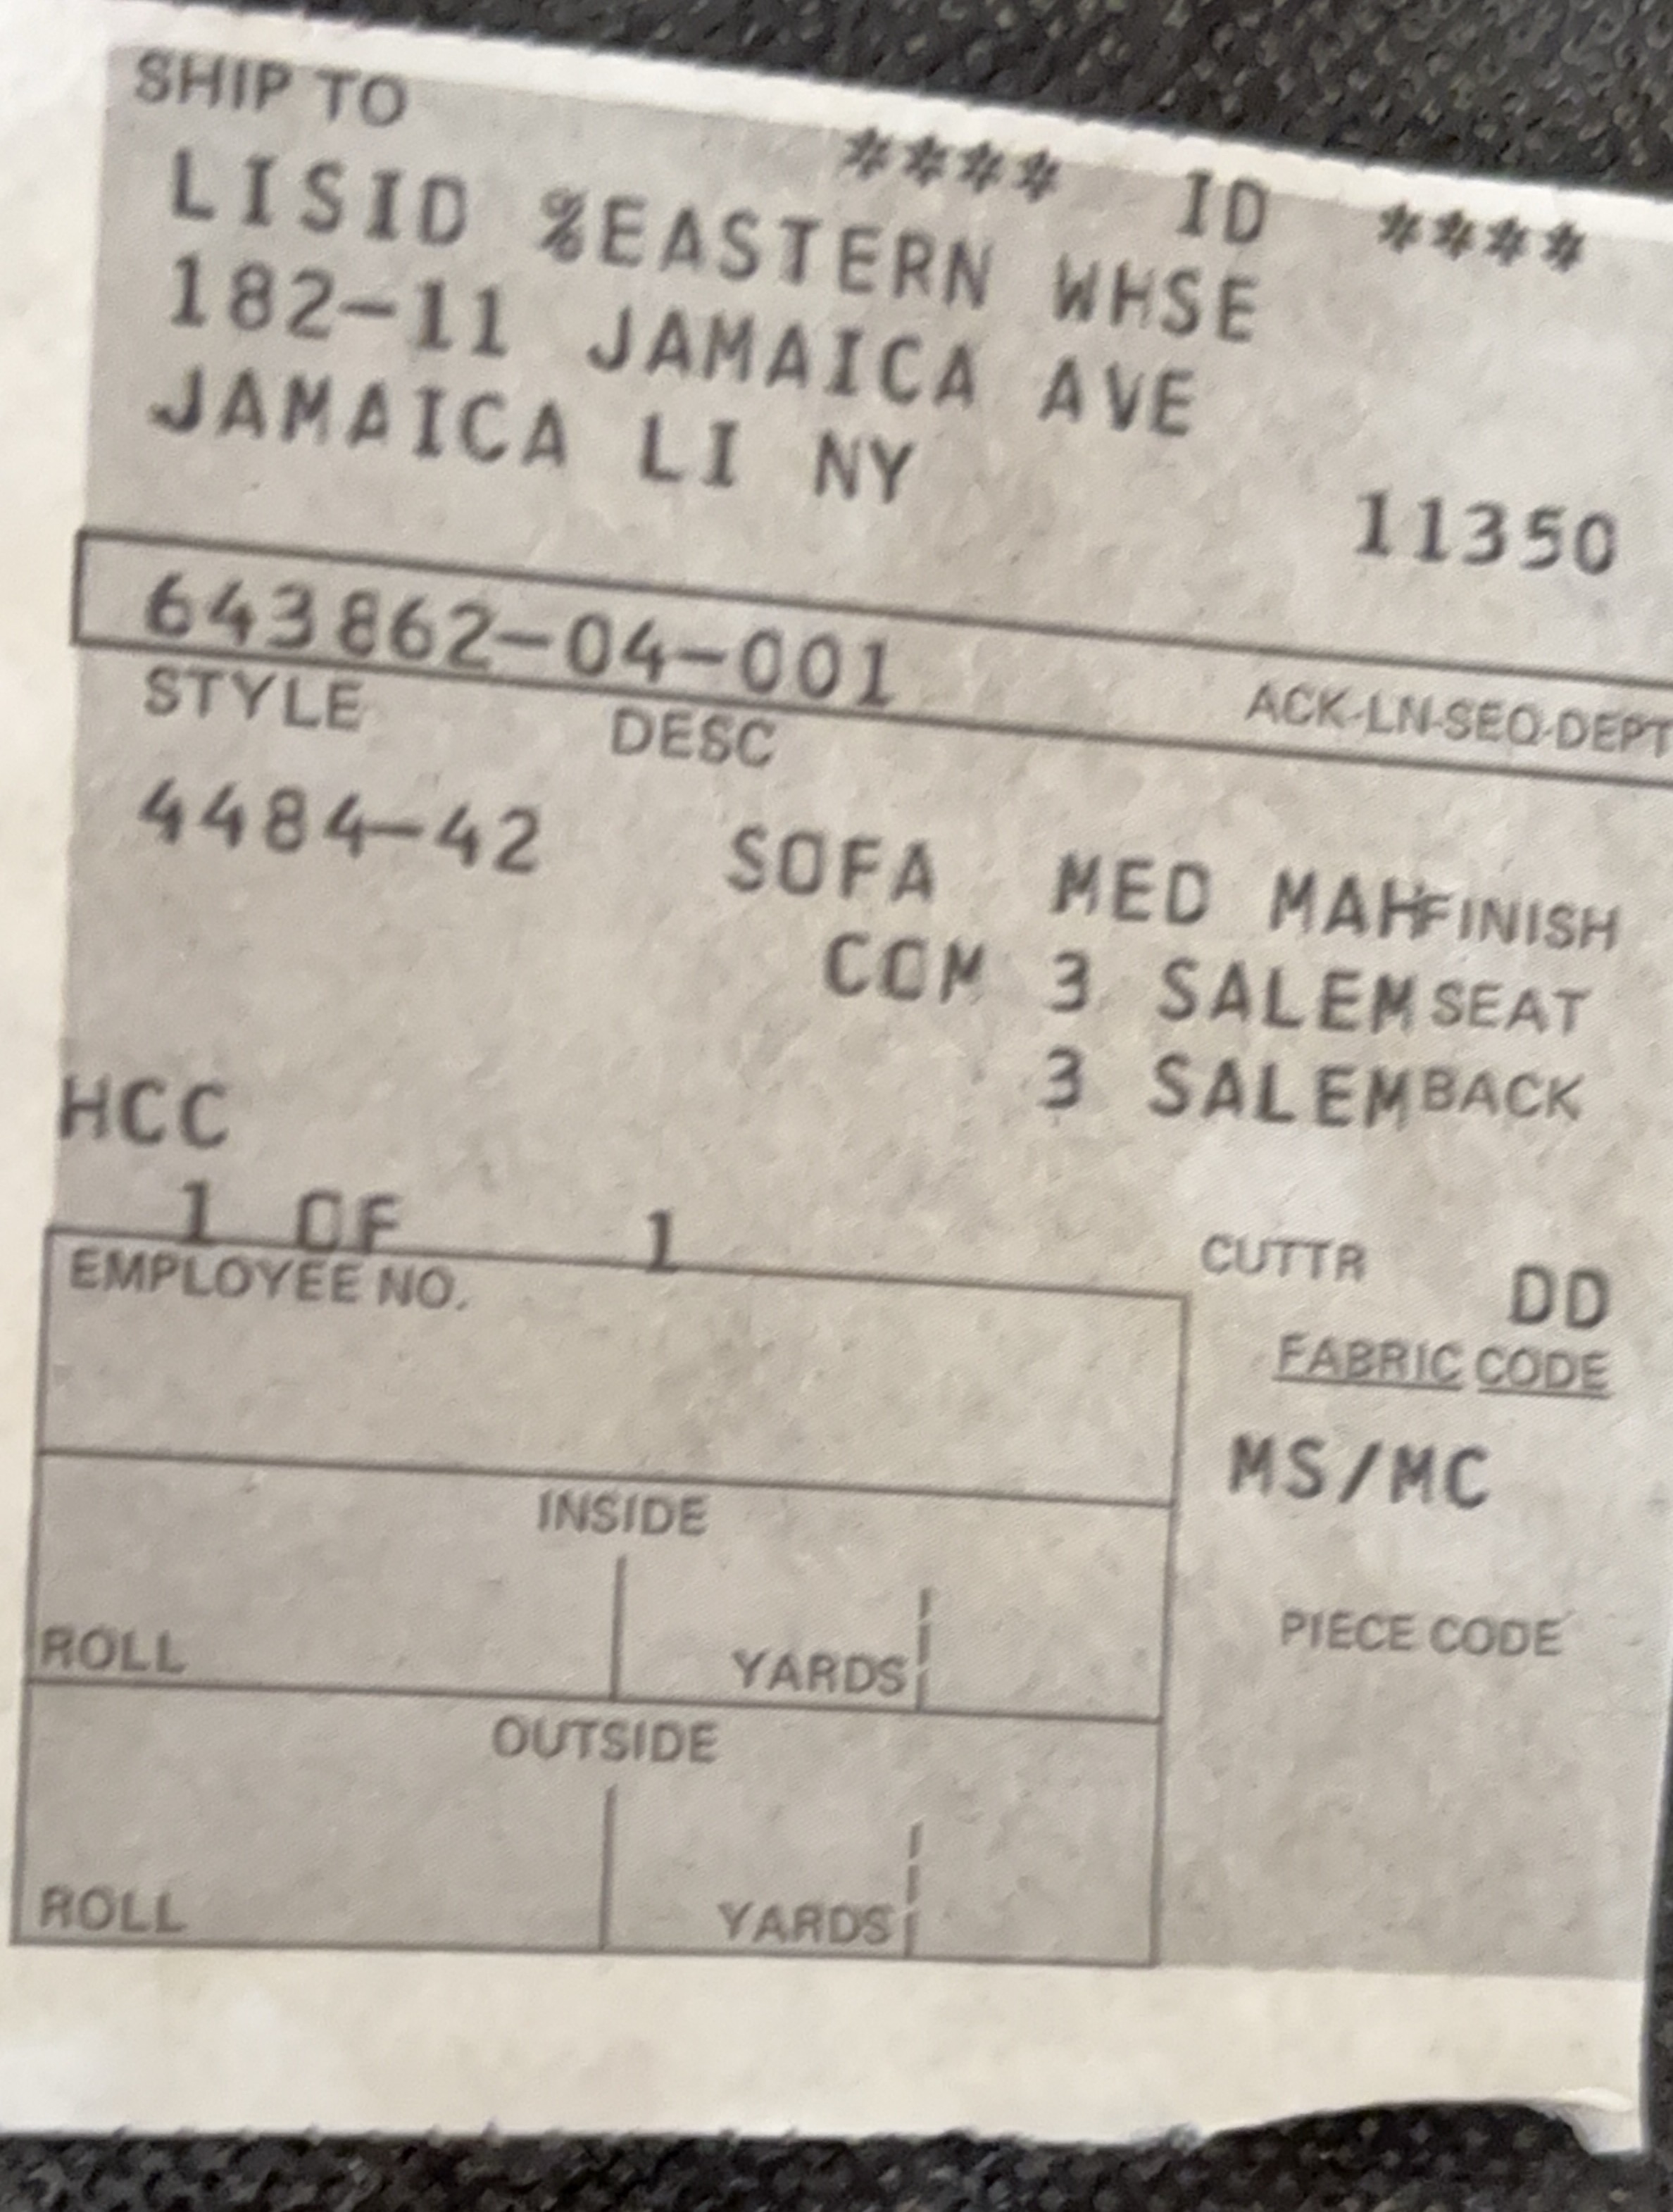 SHIP TO
**** ID ****
LISID %EASTERN WHSE
182-11 JAMAICA AVE
JAMAICA LI NY
11350
643862-04-001
ACK-LN-SEQ-DEPT
STYLE DESC
4484-42 SOFA MED MAH FINISH
COM 3 SALEM SEAT
3 SALEM BACK
HCC
1 OF 1
CUTTR DD
EMPLOYEE NO.
FABRIC CODE
MS/MC
INSIDE
ROLL YARDS
PIECE CODE
OUTSIDE
ROLL YARDS